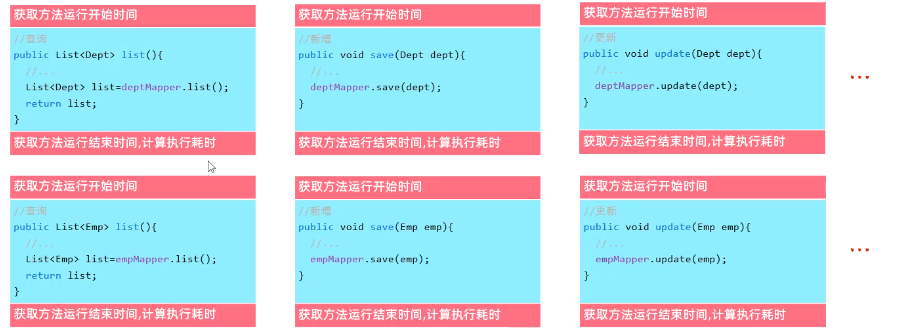 获取方法运行开始时间
//查询
public List<Dept> list(){
//...
List<Dept> list=deptMapper.list();
return list;
}
获取方法运行结束时间,计算执行耗时
获取方法运行开始时间
//新增
public void save(Dept dept){
//...
deptMapper.save(dept);
}
获取方法运行结束时间,计算执行耗时
获取方法运行开始时间
//更新
public void update(Dept dept){
//...
deptMapper.update(dept);
}
获取方法运行结束时间,计算执行耗时
...
获取方法运行开始时间
//查询
public List<Emp> list(){
//...
List<Emp> list=empMapper.list();
return list;
}
获取方法运行结束时间,计算执行耗时
获取方法运行开始时间
//新增
public void save(Emp emp){
//...
empMapper.save(emp);
}
获取方法运行结束时间,计算执行耗时
获取方法运行开始时间
//更新
public void update(Emp emp){
//...
empMapper.update(emp);
}
获取方法运行结束时间,计算执行耗时
...